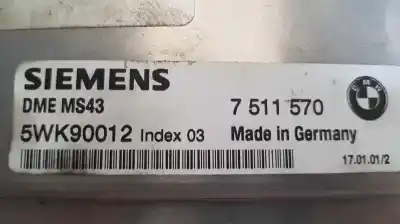 SIEMENS
DME MS43 7 511 570
5WK90012 Index 03 Made in Germany
17.01.01/2